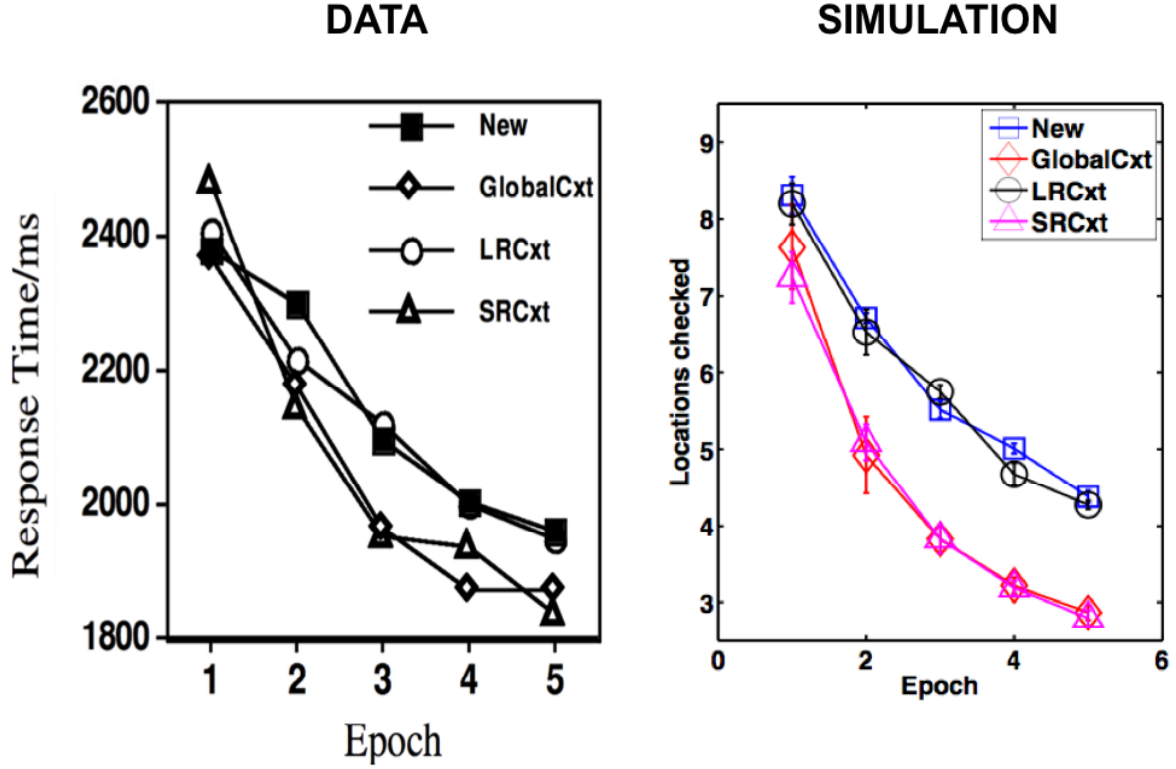 DATA
Response Time/ms
2600
2400
2200
2000
1800
New
GlobalCxt
LRCxt
SRCxt
1 2 3 4 5
Epoch
SIMULATION
Locations checked
9
8
7
6
5
4
3
New
GlobalCxt
LRCxt
SRCxt
0 2 4 6
Epoch